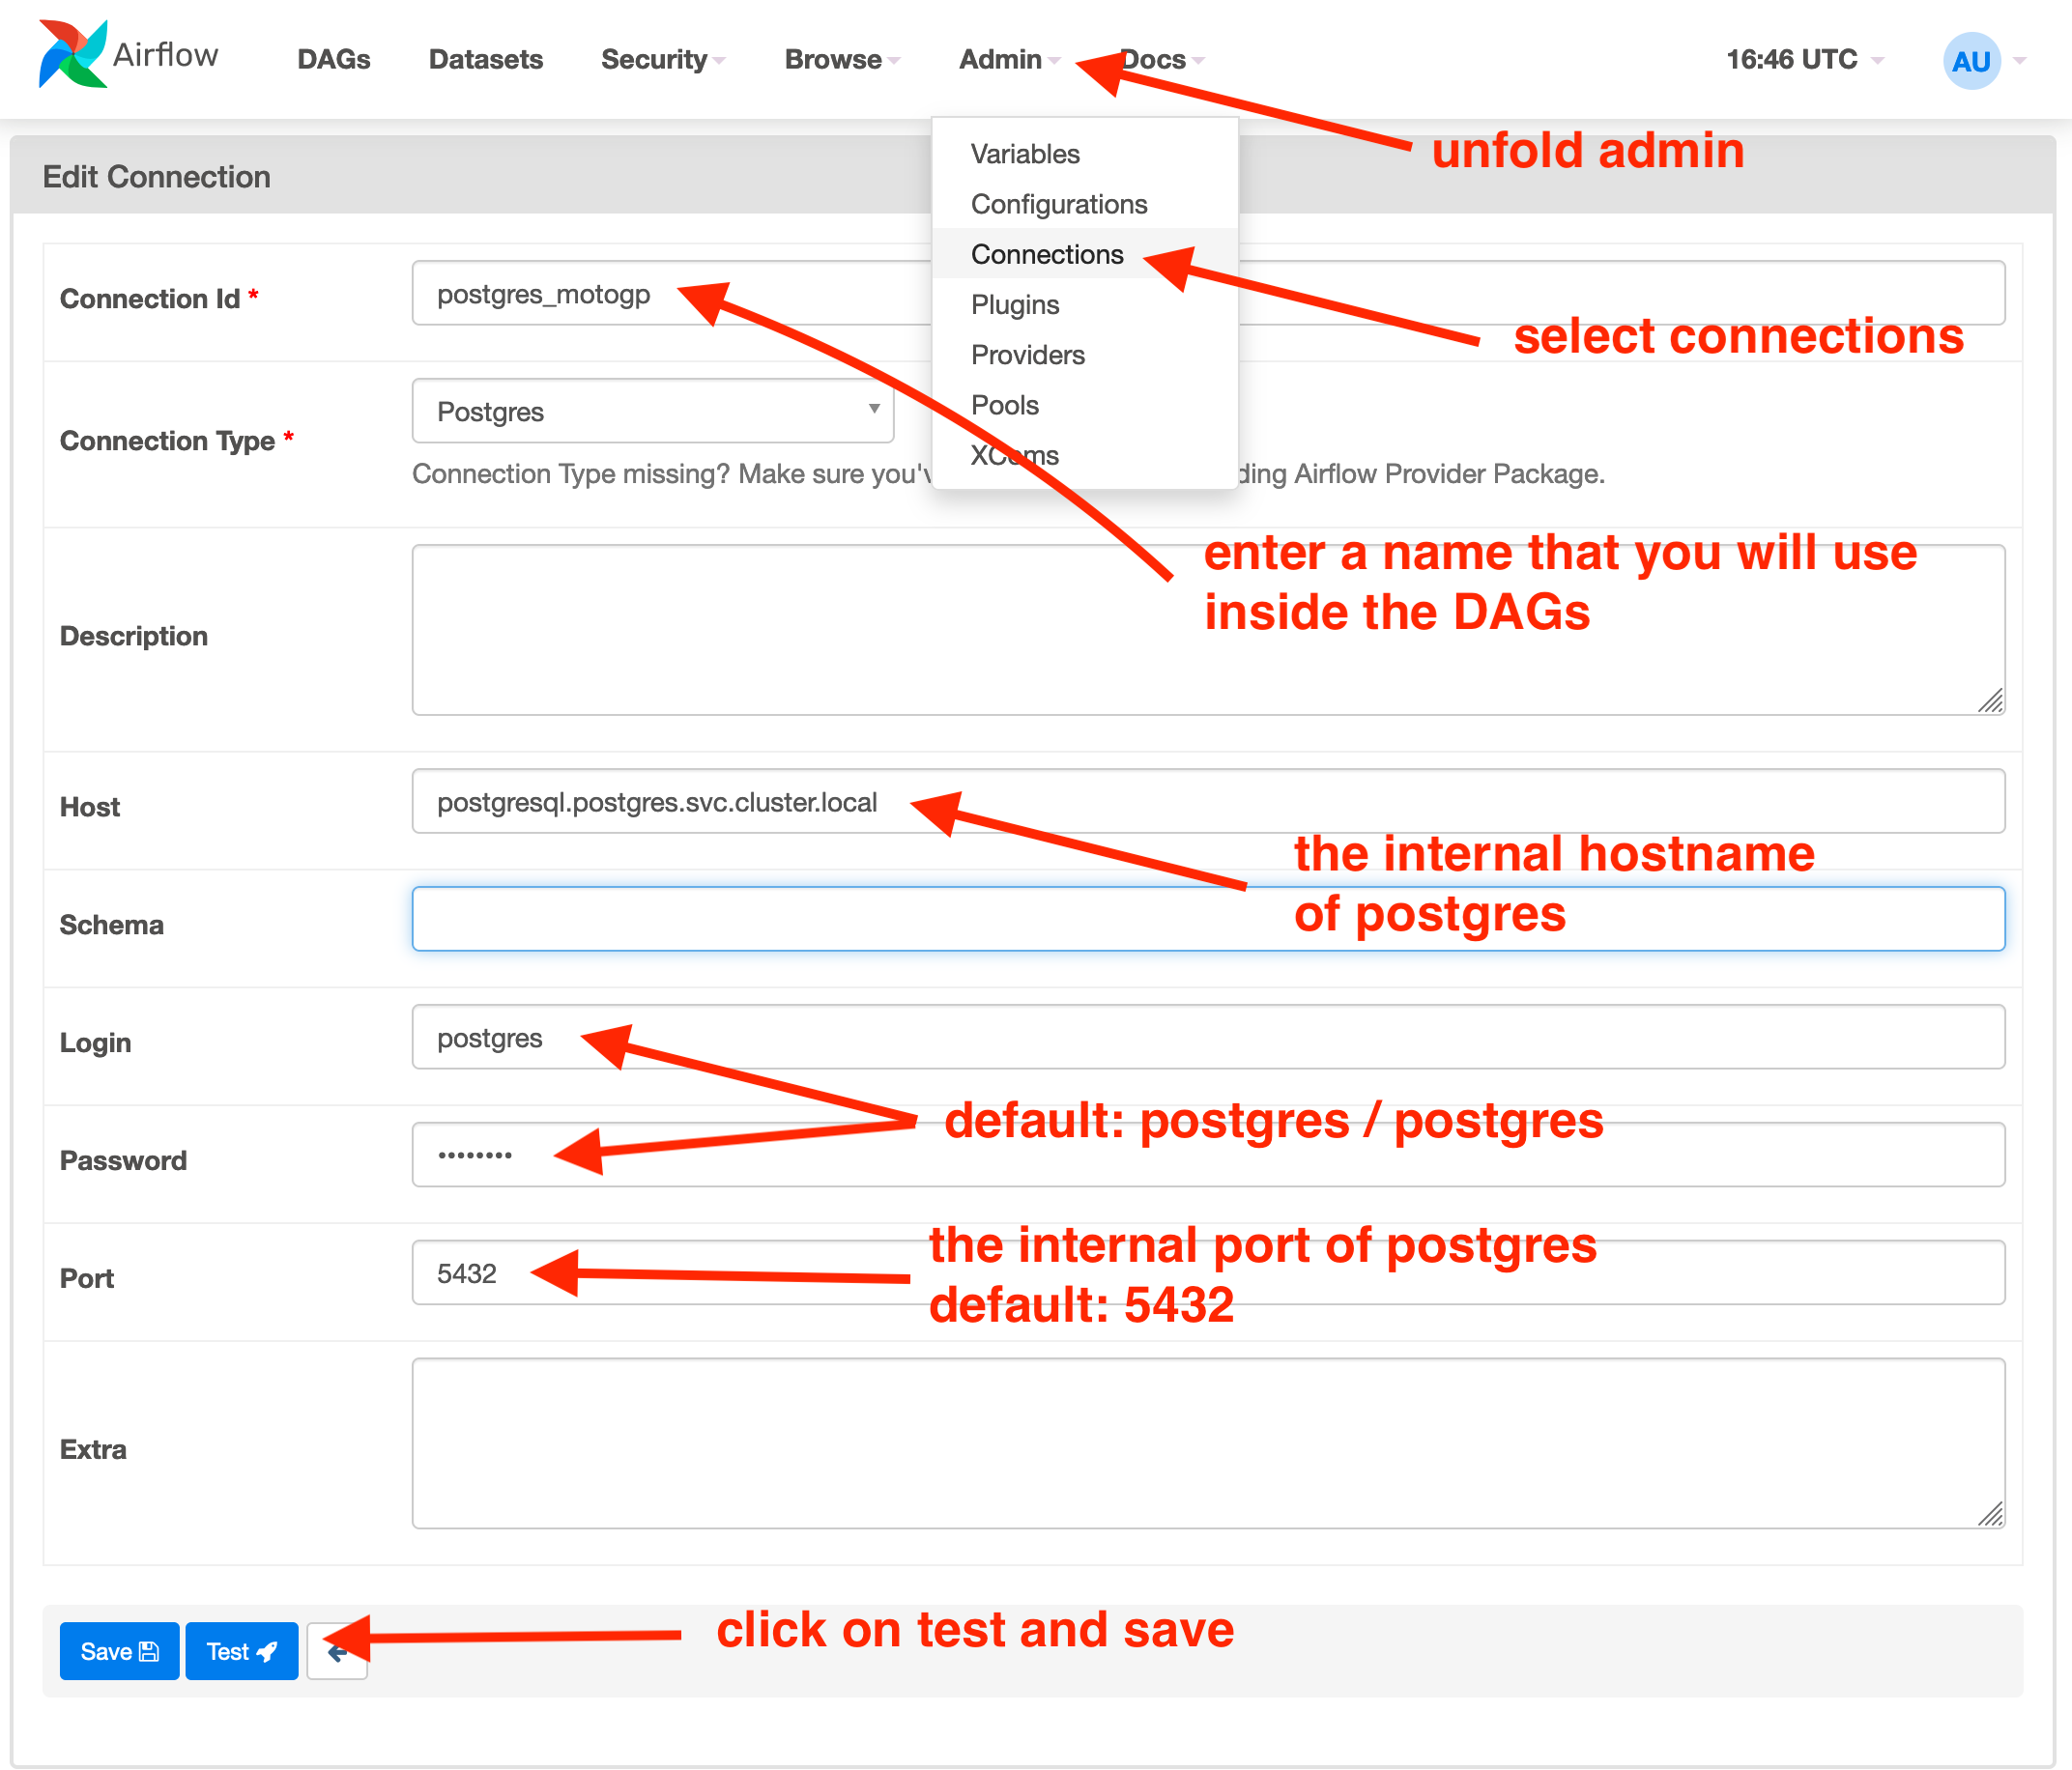 Airflow
DAGs
Datasets
Security
Browse
Admin
Docs
16:46 UTC
AU
unfold admin
Variables
Configurations
Connections
Plugins
Providers
Pools
XComs
select connections
Edit Connection
Connection Id *
postgres_motogp
Connection Type *
Postgres
Connection Type missing? Make sure you'v
ding Airflow Provider Package.
enter a name that you will use
inside the DAGs
Description
Host
postgresql.postgres.svc.cluster.local
the internal hostname
of postgres
Schema
Login
postgres
default: postgres / postgres
Password
••••••••
the internal port of postgres
Port
5432
default: 5432
Extra
Save
Test
click on test and save